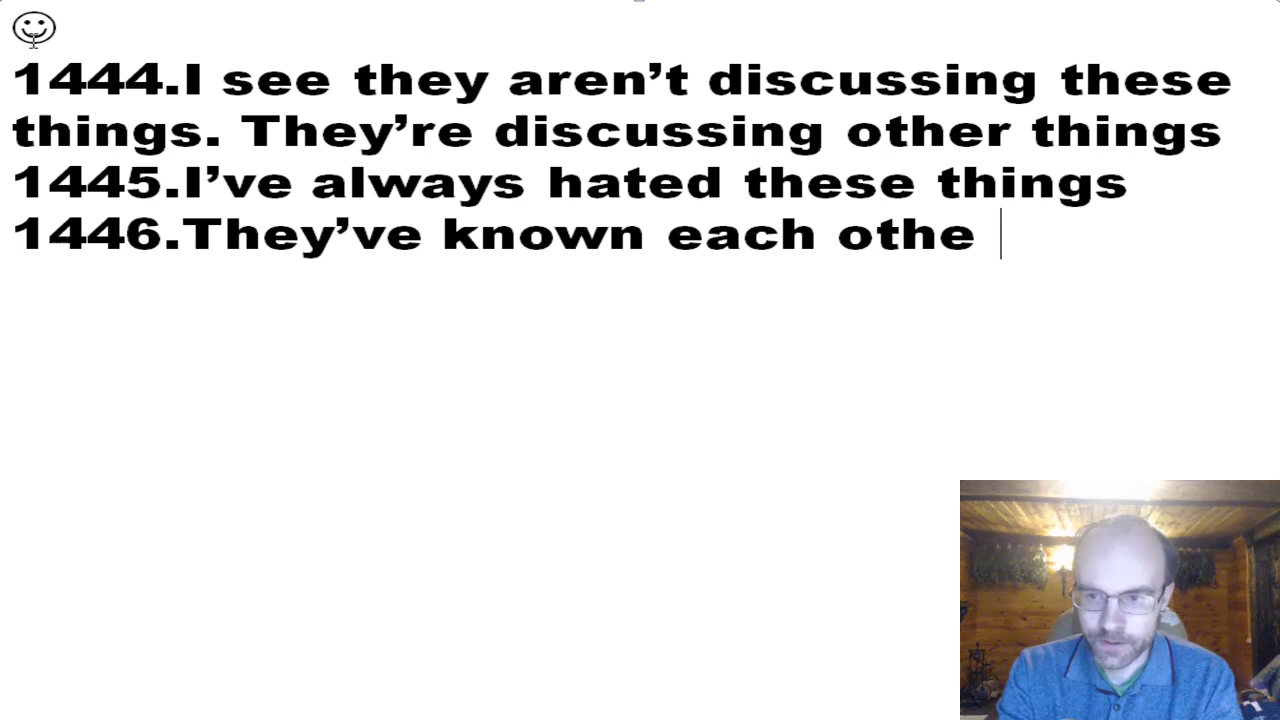 1444.I see they aren’t discussing these
things. They’re discussing other things
1445.I’ve always hated these things
1446.They’ve known each othe